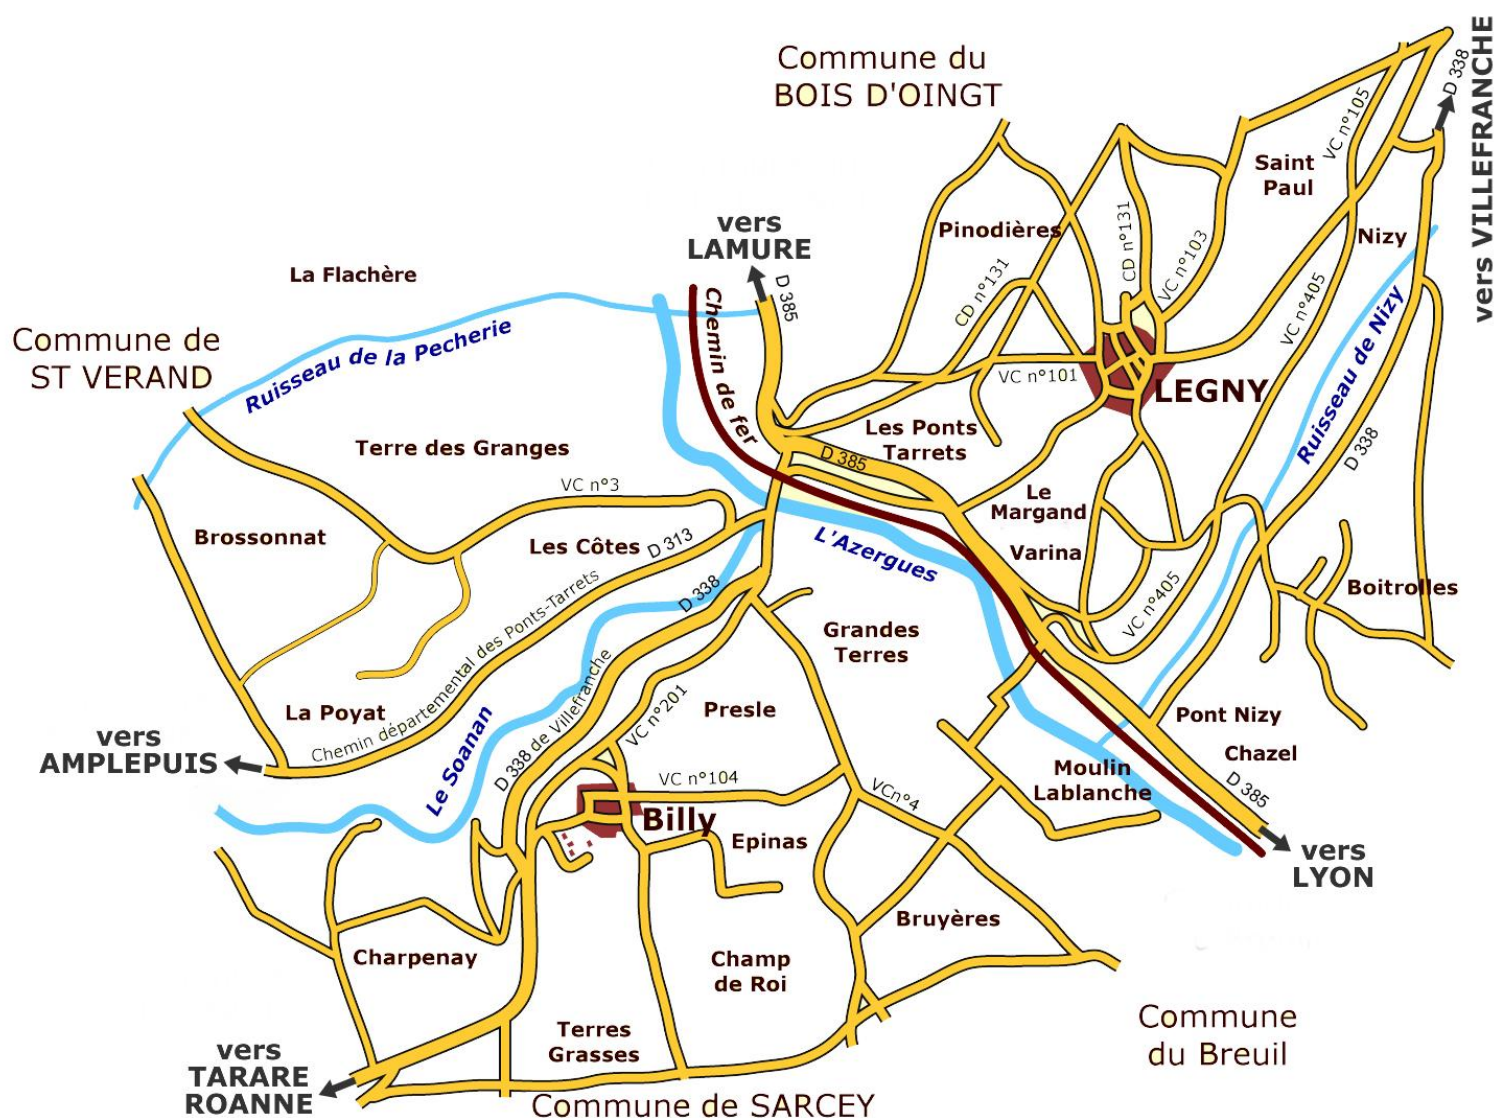 Commune du
BOIS D'OINGT
vers VILLEFRANCHE
D 338
VC n°105
Saint
Paul
Nizy
vers
LAMURE
D 385
Pinodières
CD n°131
CD n°131
VC n°103
VC n°405
La Flachère
Commune de
ST VERAND
Ruisseau de la Pecherie
Chemin de fer
VC n°101
LEGNY
Ruisseau de Nizy
D 338
Terre des Granges
Les Ponts
Tarrets
D 385
VC n°3
Le
Margand
Brossonnat
Les Côtes
D 313
L'Azergues
Varina
Boitrolles
D 338
VC n°405
Chemin départemental des Ponts-Tarrets
Grandes
Terres
La Poyat
Presle
Pont Nizy
Chazel
vers
AMPLEPUIS
Le Soanan
D 338 de Villefranche
VC n°201
VC n°104
VCn°4
Moulin
Lablanche
D 385
Billy
Epinas
vers
LYON
Bruyères
Charpenay
Champ
de Roi
Commune
du Breuil
Terres
Grasses
vers
TARARE
ROANNE
Commune de SARCEY